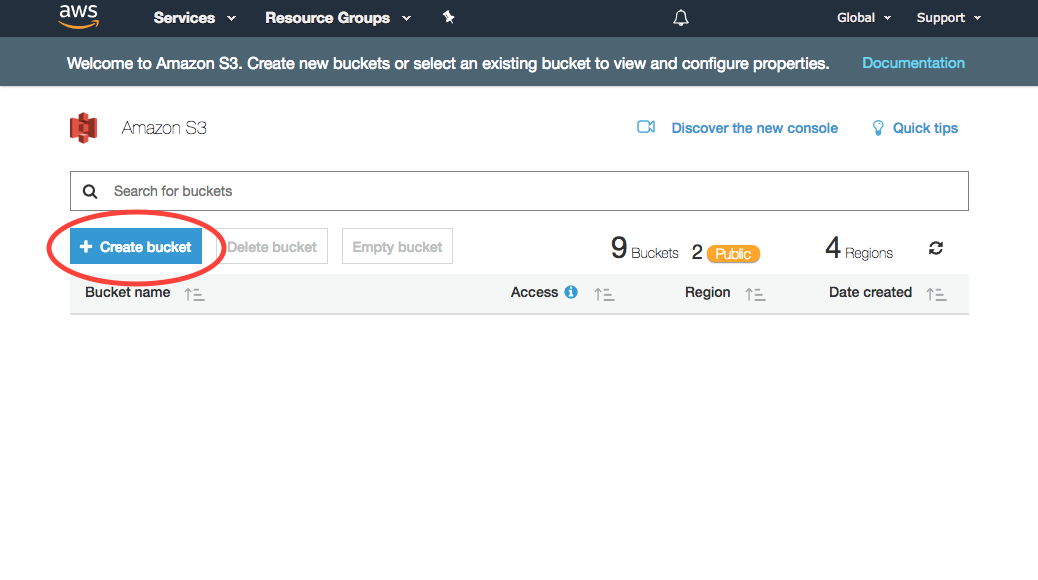 aws Services Resource Groups Global Support
Welcome to Amazon S3. Create new buckets or select an existing bucket to view and configure properties. Documentation
Amazon S3 Discover the new console Quick tips
Search for buckets
+ Create bucket Delete bucket Empty bucket 9 Buckets 2 Public 4 Regions
Bucket name Access i Region Date created